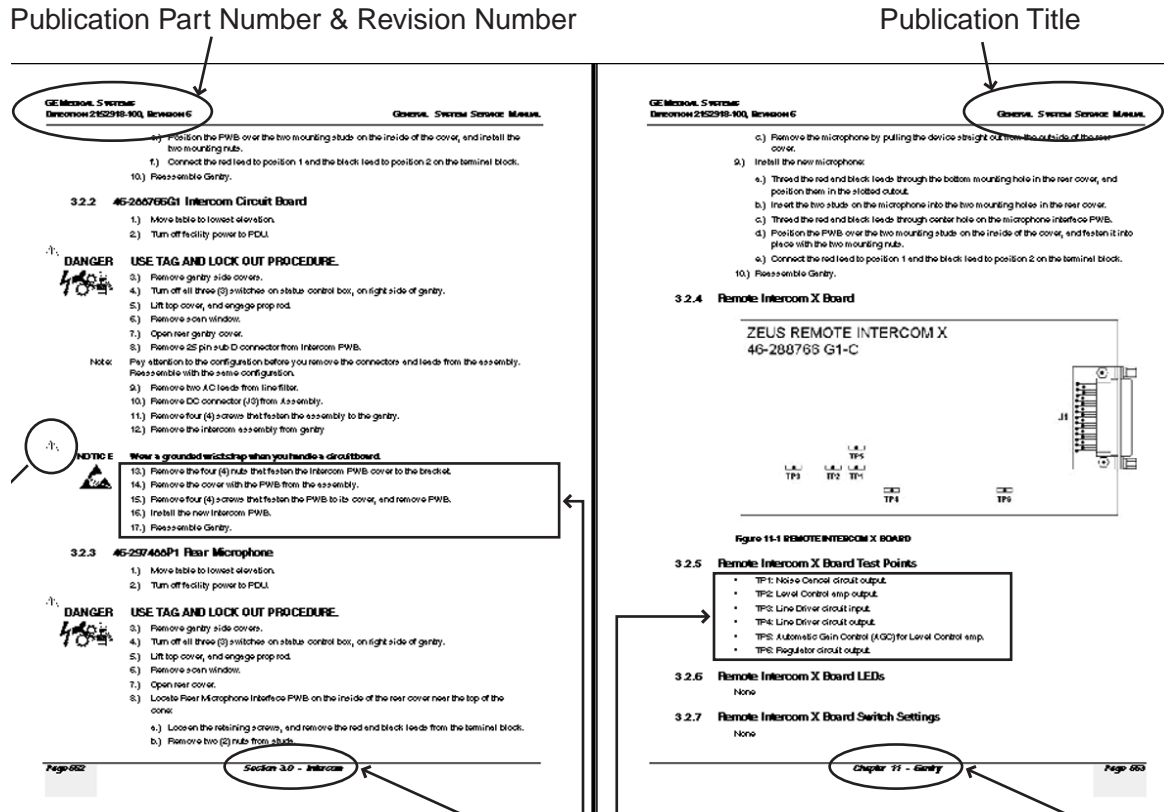 Publication Part Number & Revision Number
Publication Title
GE MEDICAL SYSTEMS
DIRECTION 2152918-100, REVISION 6
GENERAL SYSTEM SERVICE MANUAL
e.) Position the PWB over the two mounting studs on the inside of the cover, and install the
two mounting nuts.
f.) Connect the red lead to position 1 and the black lead to position 2 on the terminal block.
10.) Reassemble Gantry.
3.2.2 46-288766G1 Intercom Circuit Board
1.) Move table to lowest elevation.
2.) Turn off facility power to PDU.
DANGER USE TAG AND LOCK OUT PROCEDURE.
3.) Remove gantry side covers.
4.) Turn off all three (3) switches on status control box, on right side of gantry.
5.) Lift top cover, and engage prop rod.
6.) Remove scan window.
7.) Open rear gantry cover.
8.) Remove 25 pin sub D connector from Intercom PWB.
Note: Pay attention to the configuration before you remove the connectors and leads from the assembly.
Reassemble with the same configuration.
9.) Remove two AC leads from line filter.
10.) Remove DC connector (J3) from Assembly.
11.) Remove four (4) screws that fasten the assembly to the gantry.
12.) Remove the intercom assembly from gantry
NOTICE Wear a grounded wriststrap when you handle a circuit board.
13.) Remove the four (4) nuts that fasten the Intercom PWB cover to the bracket.
14.) Remove the cover with the PWB from the assembly.
15.) Remove four (4) screws that fasten the PWB to its cover, and remove PWB.
16.) Install the new Intercom PWB.
17.) Reassemble Gantry.
3.2.3 46-297488P1 Rear Microphone
1.) Move table to lowest elevation.
2.) Turn off facility power to PDU.
DANGER USE TAG AND LOCK OUT PROCEDURE.
3.) Remove gantry side covers.
4.) Turn off all three (3) switches on status control box, on right side of gantry.
5.) Lift top cover, and engage prop rod.
6.) Remove scan window.
7.) Open rear cover.
8.) Locate Rear Microphone Interface PWB on the inside of the rear cover near the top of the
cone:
a.) Loosen the retaining screws, and remove the red and black leads from the terminal block.
b.) Remove two (2) nuts from studs.
Page 552
Section 3.0 - Intercom
GE MEDICAL SYSTEMS
DIRECTION 2152918-100, REVISION 6
GENERAL SYSTEM SERVICE MANUAL
c.) Remove the microphone by pulling the device straight out from the outside of the rear
cover.
9.) Install the new microphone:
a.) Thread the red and black leads through the bottom mounting hole in the rear cover, and
position them in the slotted cutout.
b.) Insert the two studs on the microphone into the two mounting holes in the rear cover.
c.) Thread the red and black leads through center hole on the microphone interface PWB.
d.) Position the PWB over the two mounting studs on the inside of the cover, and fasten it into
place with the two mounting nuts.
e.) Connect the red lead to position 1 and the black lead to position 2 on the terminal block.
10.) Reassemble Gantry.
3.2.4 Remote Intercom X Board
ZEUS REMOTE INTERCOM X
46-288766 G1-C
J1
TP5
TP3 TP2 TP1
TP4 TP6
Figure 11-1 REMOTE INTERCOM X BOARD
3.2.5 Remote Intercom X Board Test Points
• TP1: Noise Cancel circuit output.
• TP2: Level Control amp output.
• TP3: Line Driver circuit input.
• TP4: Line Driver circuit output.
• TP5: Automatic Gain Control (AGC) for Level Control amp.
• TP6: Regulator circuit output.
3.2.6 Remote Intercom X Board LEDs
None
3.2.7 Remote Intercom X Board Switch Settings
None
Chapter 11 - Gantry
Page 553